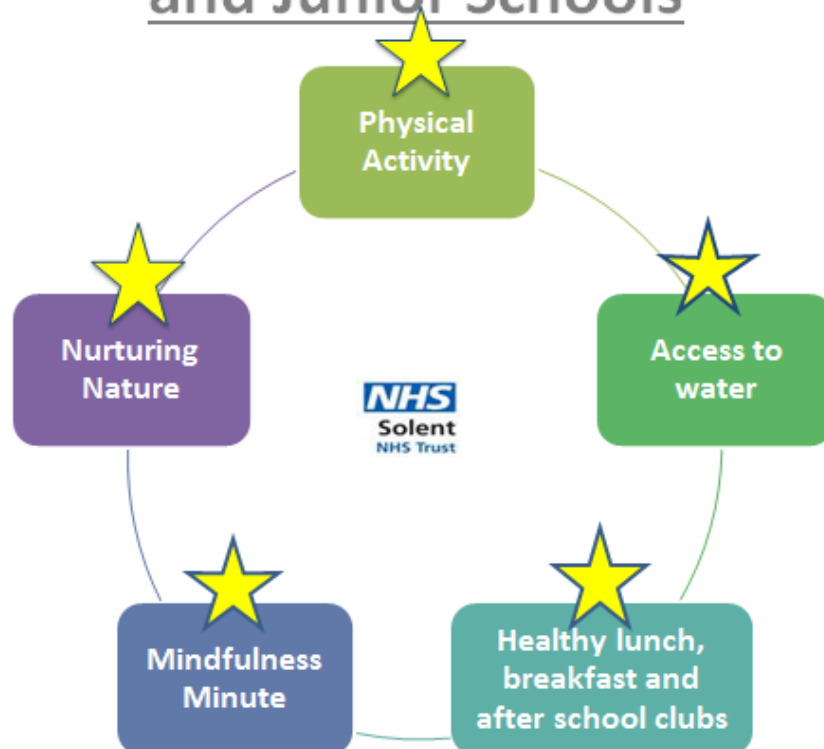 and Junior Schools
Physical
Activity
Nurturing
Nature
Access to
water
NHS
Solent
NHS Trust
Mindfulness
Minute
Healthy lunch,
breakfast and
after school clubs